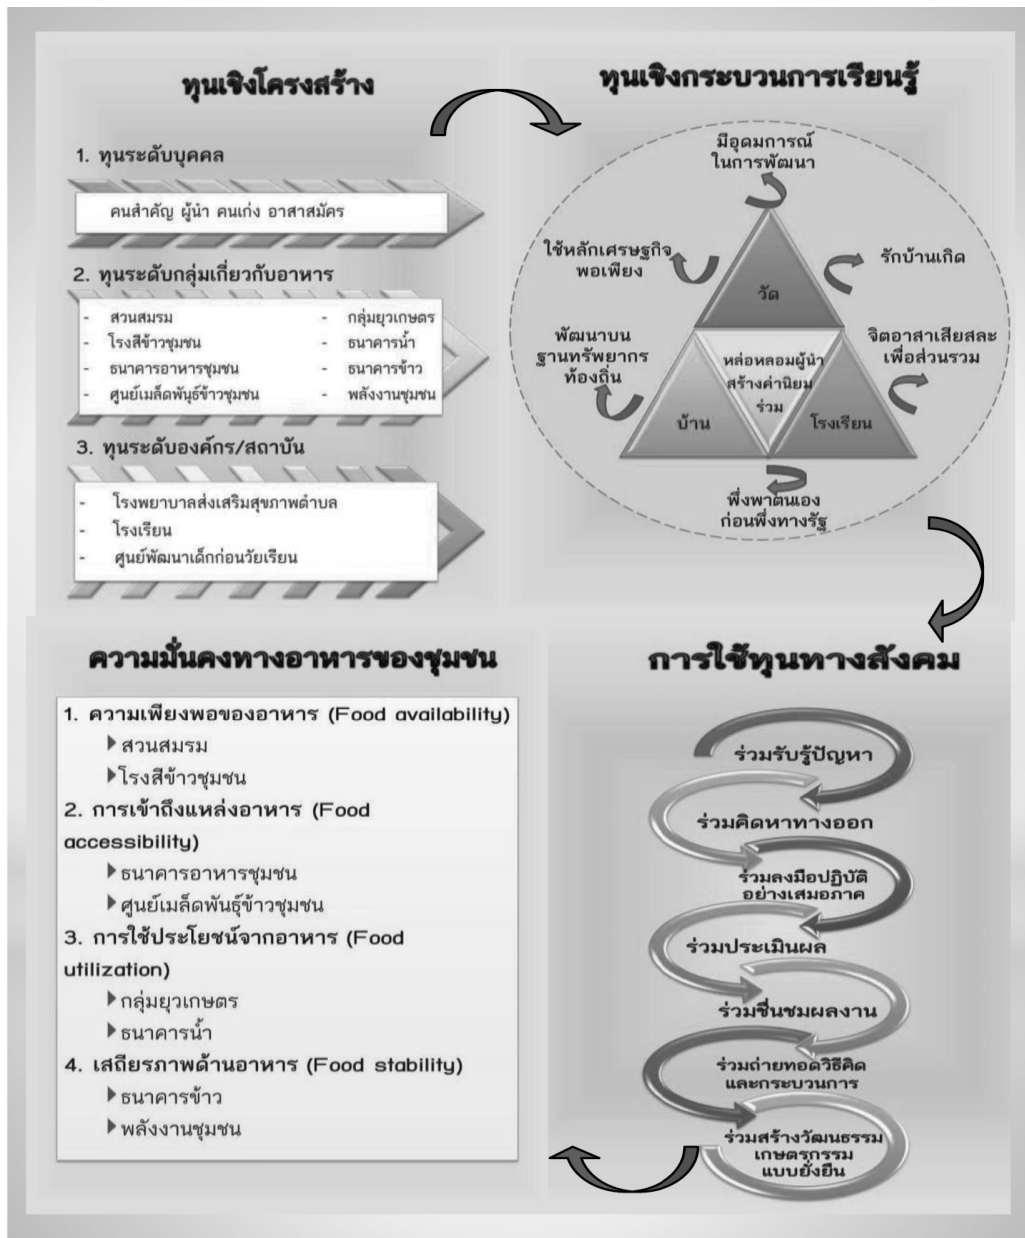 ทุนเชิงโครงสร้าง
1. ทุนระดับบุคคล
คนสำคัญ ผู้นำ คนเก่ง อาสาสมัคร
2. ทุนระดับกลุ่มเกี่ยวกับอาหาร
- สวนสมรม
- โรงสีข้าวชุมชน
- ธนาคารอาหารชุมชน
- ศูนย์เมล็ดพันธุ์ข้าวชุมชน
- กลุ่มยุวเกษตร
- ธนาคารน้ำ
- ธนาคารข้าว
- พลังงานชุมชน
3. ทุนระดับองค์กร/สถาบัน
- โรงพยาบาลส่งเสริมสุขภาพตำบล
- โรงเรียน
- ศูนย์พัฒนาเด็กก่อนวัยเรียน
ทุนเชิงกระบวนการเรียนรู้
มีอุดมการณ์
ในการพัฒนา
ใช้หลักเศรษฐกิจ
พอเพียง
รักบ้านเกิด
วัด
พัฒนาบน
ฐานทรัพยากร
ท้องถิ่น
จิตอาสาเสียสละ
เพื่อส่วนรวม
หล่อหลอมผู้นำ
สร้างค่านิยม
ร่วม
บ้าน
โรงเรียน
พึ่งพาตนเอง
ก่อนพึ่งทางรัฐ
การใช้ทุนทางสังคม
ร่วมรับรู้ปัญหา
ร่วมคิดหาทางออก
ร่วมลงมือปฏิบัติ
อย่างเสมอภาค
ร่วมประเมินผล
ร่วมชื่นชมผลงาน
ร่วมถ่ายทอดวิธีคิด
และกระบวนการ
ร่วมสร้างวัฒนธรรม
เกษตรกรรม
แบบยั่งยืน
ความมั่นคงทางอาหารของชุมชน
1. ความเพียงพอของอาหาร (Food availability)
สวนสมรม
โรงสีข้าวชุมชน
2. การเข้าถึงแหล่งอาหาร (Food
accessibility)
ธนาคารอาหารชุมชน
ศูนย์เมล็ดพันธุ์ข้าวชุมชน
3. การใช้ประโยชน์จากอาหาร (Food
utilization)
กลุ่มยุวเกษตร
ธนาคารน้ำ
4. เสถียรภาพด้านอาหาร (Food stability)
ธนาคารข้าว
พลังงานชุมชน